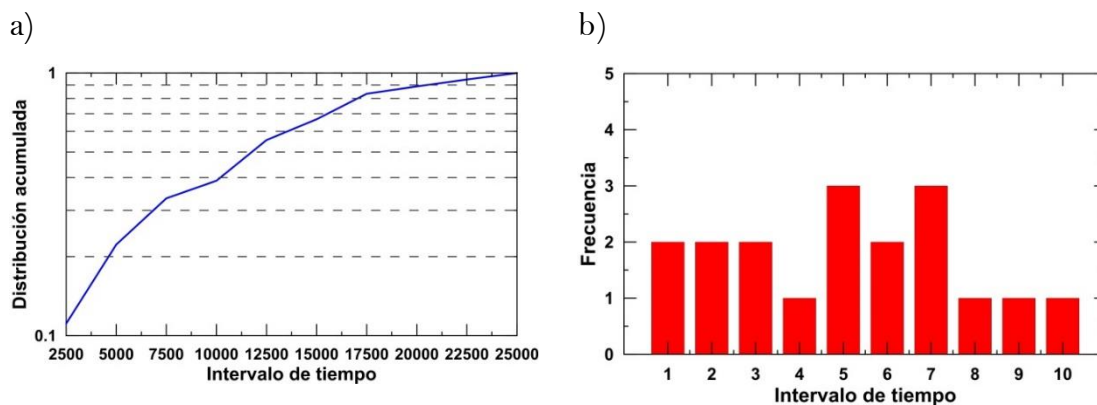 a)
b)
Distribución acumulada
1
0.1
2500 5000 7500 10000 12500 15000 17500 20000 22500 25000
Intervalo de tiempo
Frecuencia
5
4
3
2
1
0
1 2 3 4 5 6 7 8 9 10
Intervalo de tiempo